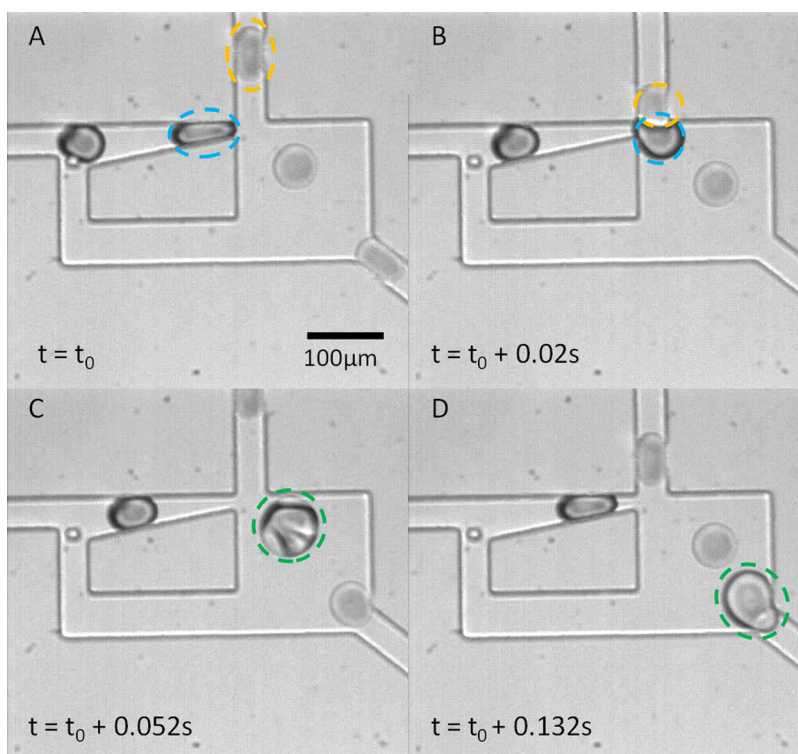 A
B
t = t0
100µm
t = t0 + 0.02s
C
D
t = t0 + 0.052s
t = t0 + 0.132s